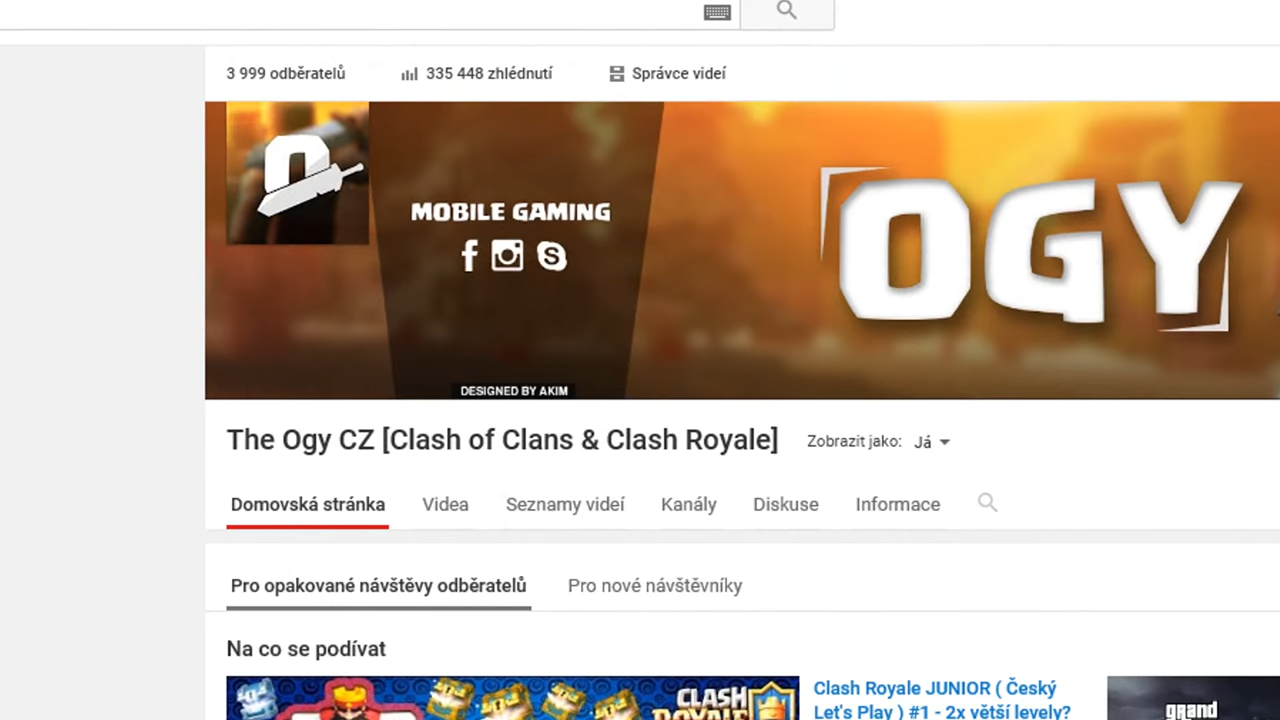 3 999 odběratelů
335 448 zhlédnutí
Správce videí
MOBILE GAMING
OGY
DESIGNED BY AKIM
The Ogy CZ [Clash of Clans & Clash Royale]
Zobrazit jako: Já
Domovská stránka
Videa
Seznamy videí
Kanály
Diskuse
Informace
Pro opakované návštěvy odběratelů
Pro nové návštěvníky
Na co se podívat
CLASH
ROYALE
Clash Royale JUNIOR ( Český
Let's Play ) #1 - 2x větší levely?
grand